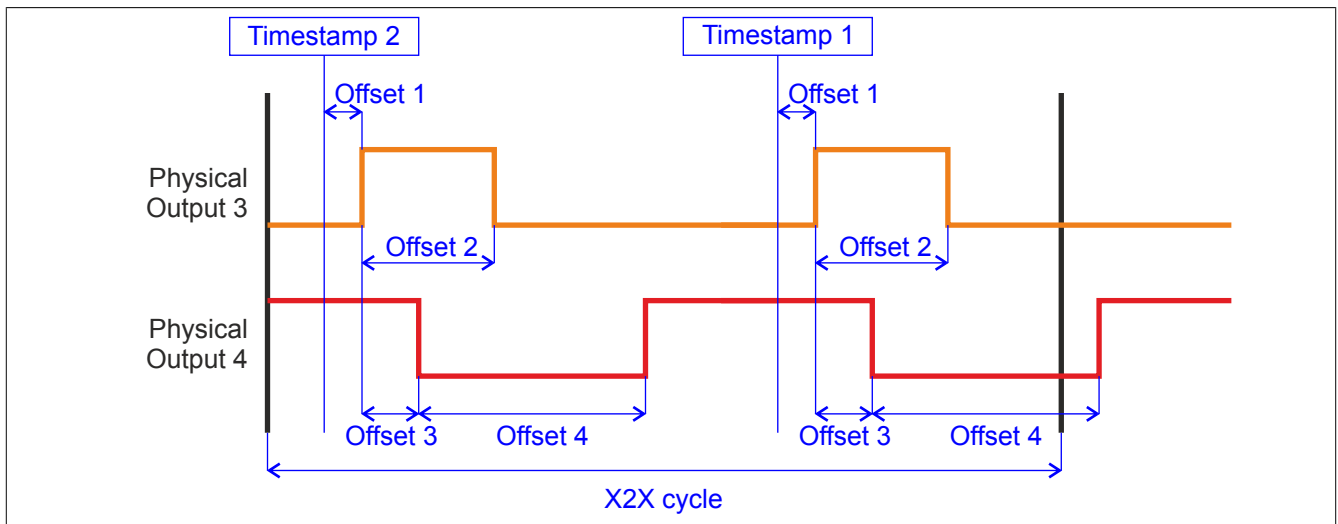 Timestamp 2
Timestamp 1
Offset 1
Offset 1
Physical
Output 3
Offset 2
Offset 2
Physical
Output 4
Offset 3
Offset 4
Offset 3
Offset 4
X2X cycle